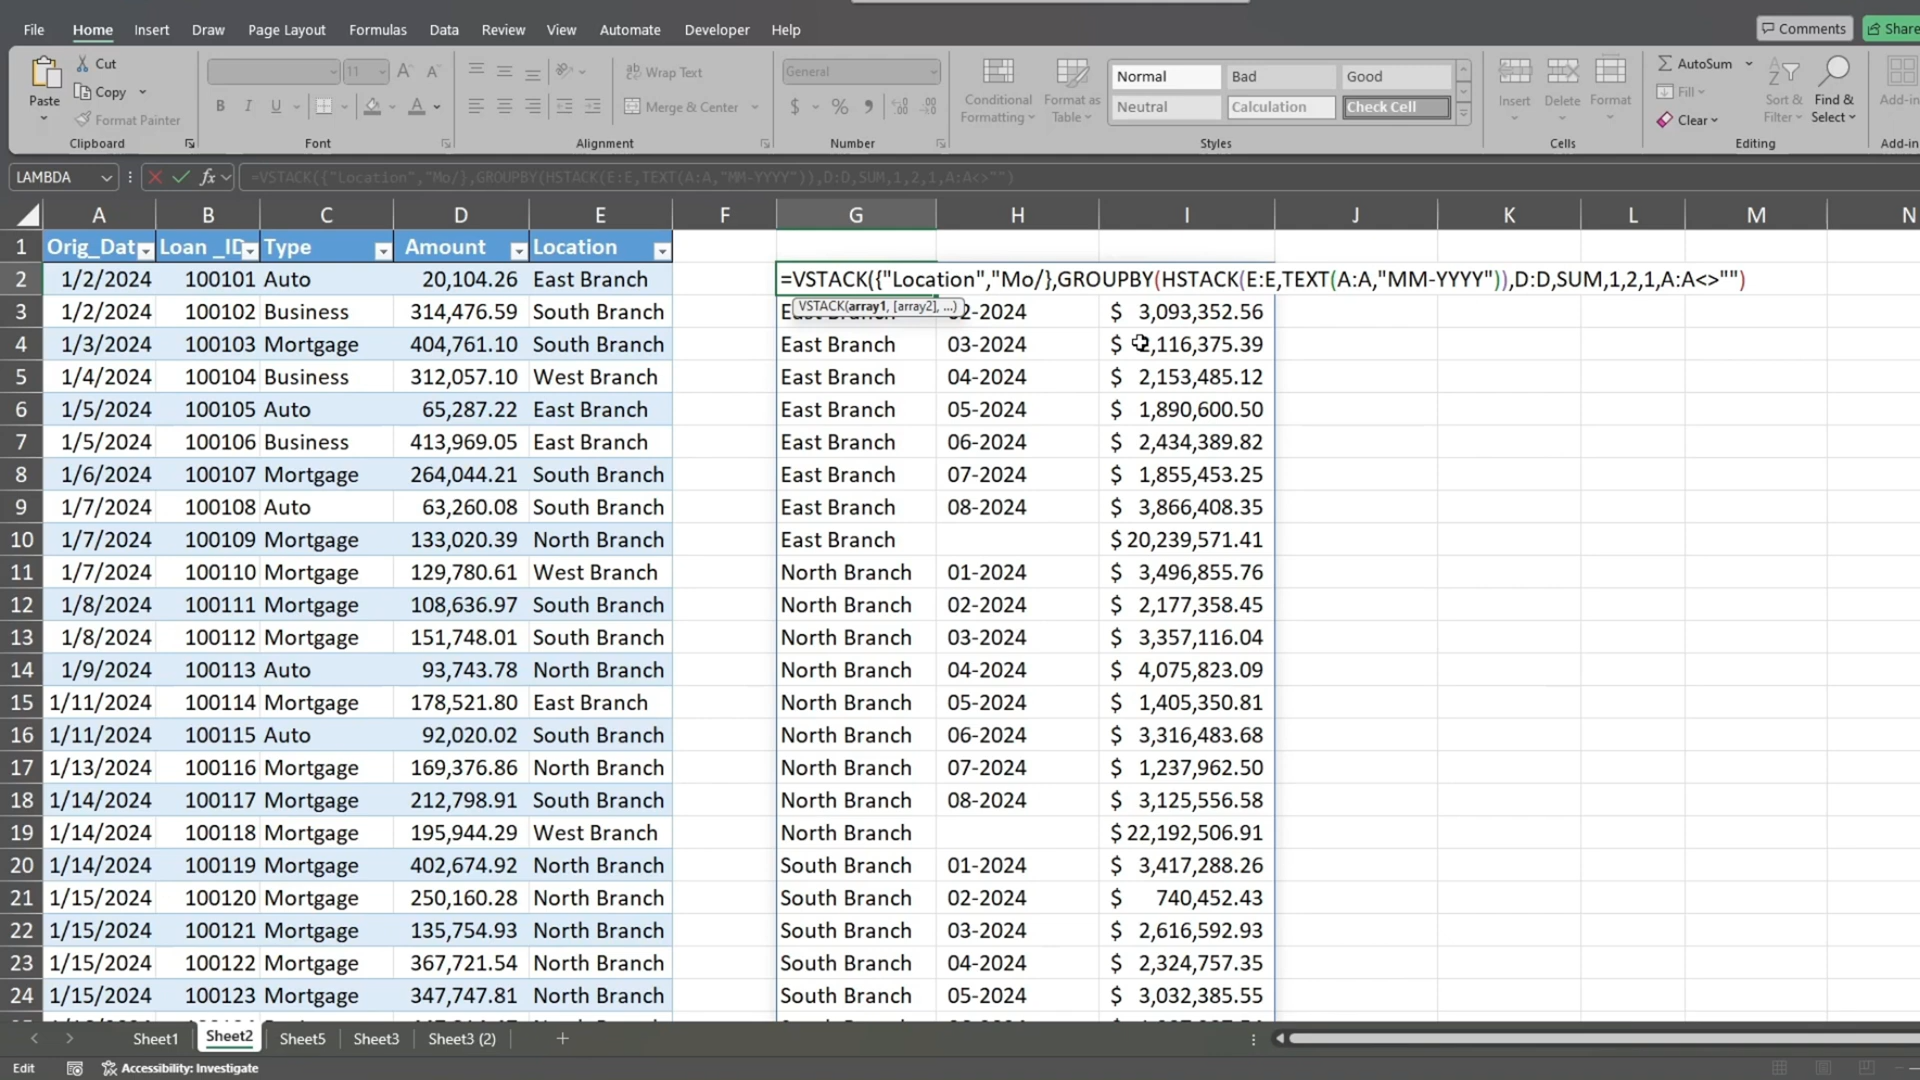 File Home Insert Draw Page Layout Formulas Data Review View Automate Developer Help Comments Share
Paste Cut Copy Format Painter Clipboard
11 B I U Font
Wrap Text Merge & Center Alignment
General $ % Number
Conditional Formatting Format as Table
Normal Bad Good
Neutral Calculation Check Cell
Styles
Insert Delete Format Cells
AutoSum Fill Clear Sort & Filter Find & Select Editing
Add-in
Add-in
LAMBDA fx =VSTACK({"Location","Mo/},GROUPBY(HSTACK(E:E,TEXT(A:A,"MM-YYYY")),D:D,SUM,1,2,1,A:A<>"")
A B C D E F G H I J K L M N
1 Orig_Dat Loan _ID Type Amount Location
2 1/2/2024 100101 Auto 20,104.26 East Branch =VSTACK({"Location","Mo/},GROUPBY(HSTACK(E:E,TEXT(A:A,"MM-YYYY")),D:D,SUM,1,2,1,A:A<>"")
VSTACK(array1, [array2], ...)
3 1/2/2024 100102 Business 314,476.59 South Branch East Branch 02-2024 $ 3,093,352.56
4 1/3/2024 100103 Mortgage 404,761.10 South Branch East Branch 03-2024 $ 2,116,375.39
5 1/4/2024 100104 Business 312,057.10 West Branch East Branch 04-2024 $ 2,153,485.12
6 1/5/2024 100105 Auto 65,287.22 East Branch East Branch 05-2024 $ 1,890,600.50
7 1/5/2024 100106 Business 413,969.05 East Branch East Branch 06-2024 $ 2,434,389.82
8 1/6/2024 100107 Mortgage 264,044.21 South Branch East Branch 07-2024 $ 1,855,453.25
9 1/7/2024 100108 Auto 63,260.08 South Branch East Branch 08-2024 $ 3,866,408.35
10 1/7/2024 100109 Mortgage 133,020.39 North Branch East Branch $ 20,239,571.41
11 1/7/2024 100110 Mortgage 129,780.61 West Branch North Branch 01-2024 $ 3,496,855.76
12 1/8/2024 100111 Mortgage 108,636.97 South Branch North Branch 02-2024 $ 2,177,358.45
13 1/8/2024 100112 Mortgage 151,748.01 South Branch North Branch 03-2024 $ 3,357,116.04
14 1/9/2024 100113 Auto 93,743.78 North Branch North Branch 04-2024 $ 4,075,823.09
15 1/11/2024 100114 Mortgage 178,521.80 East Branch North Branch 05-2024 $ 1,405,350.81
16 1/11/2024 100115 Auto 92,020.02 South Branch North Branch 06-2024 $ 3,316,483.68
17 1/13/2024 100116 Mortgage 169,376.86 North Branch North Branch 07-2024 $ 1,237,962.50
18 1/14/2024 100117 Mortgage 212,798.91 South Branch North Branch 08-2024 $ 3,125,556.58
19 1/14/2024 100118 Mortgage 195,944.29 West Branch North Branch $ 22,192,506.91
20 1/14/2024 100119 Mortgage 402,674.92 North Branch South Branch 01-2024 $ 3,417,288.26
21 1/15/2024 100120 Mortgage 250,160.28 North Branch South Branch 02-2024 $ 740,452.43
22 1/15/2024 100121 Mortgage 135,754.93 North Branch South Branch 03-2024 $ 2,616,592.93
23 1/15/2024 100122 Mortgage 367,721.54 North Branch South Branch 04-2024 $ 2,324,757.35
24 1/15/2024 100123 Mortgage 347,747.81 North Branch South Branch 05-2024 $ 3,032,385.55
Sheet1 Sheet2 Sheet5 Sheet3 Sheet3 (2)
Edit Accessibility: Investigate